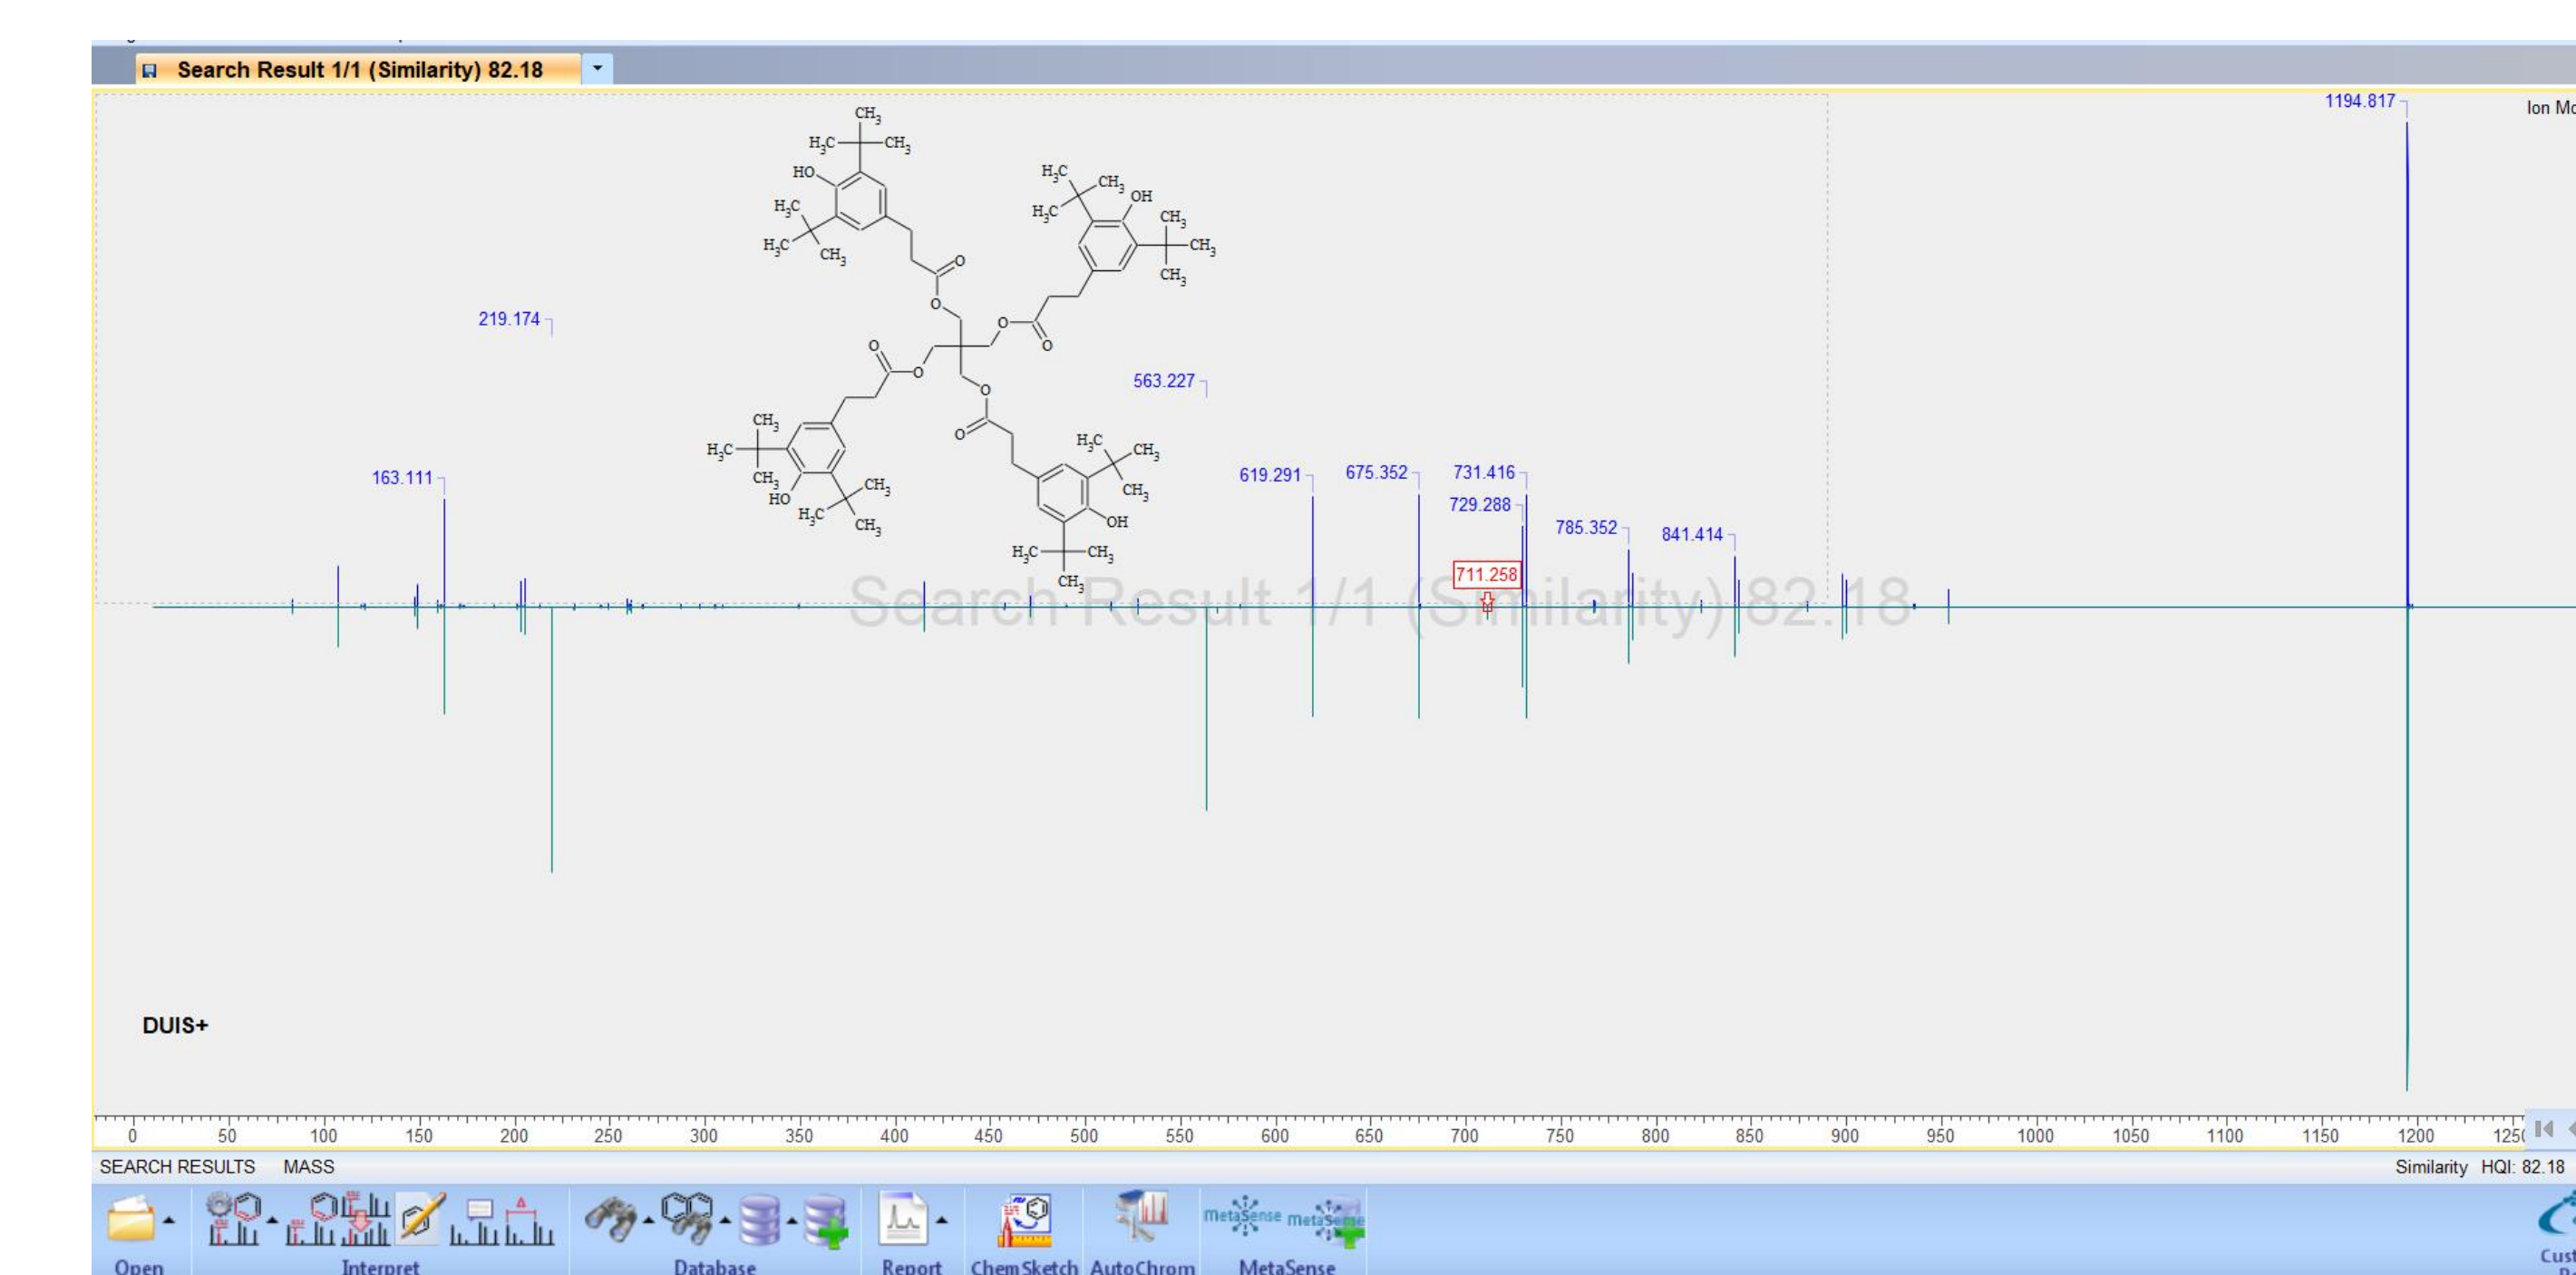 Search Result 1/1 (Similarity) 82.18
1194.817
Ion Mo
CH3
H3C CH3
HO
H3C
H3C CH3
H3C CH3
OH
H3C CH3
CH3
CH3
O
O
O
O
O
O
O
O
219.174
563.227
163.111
CH3
H3C
CH3
HO
CH3
H3C CH3
H3C CH3
CH3
OH
H3C CH3
CH3
619.291
675.352
731.416
729.288
785.352
841.414
711.258
Search Result 1/1 (Similarity) 82.18
DUIS+
0 50 100 150 200 250 300 350 400 450 500 550 600 650 700 750 800 850 900 950 1000 1050 1100 1150 1200 1250
SEARCH RESULTS MASS
Similarity HQI: 82.18
metaSense metaSense
Open Interpret Database Report ChemSketch AutoChrom MetaSense
Cust